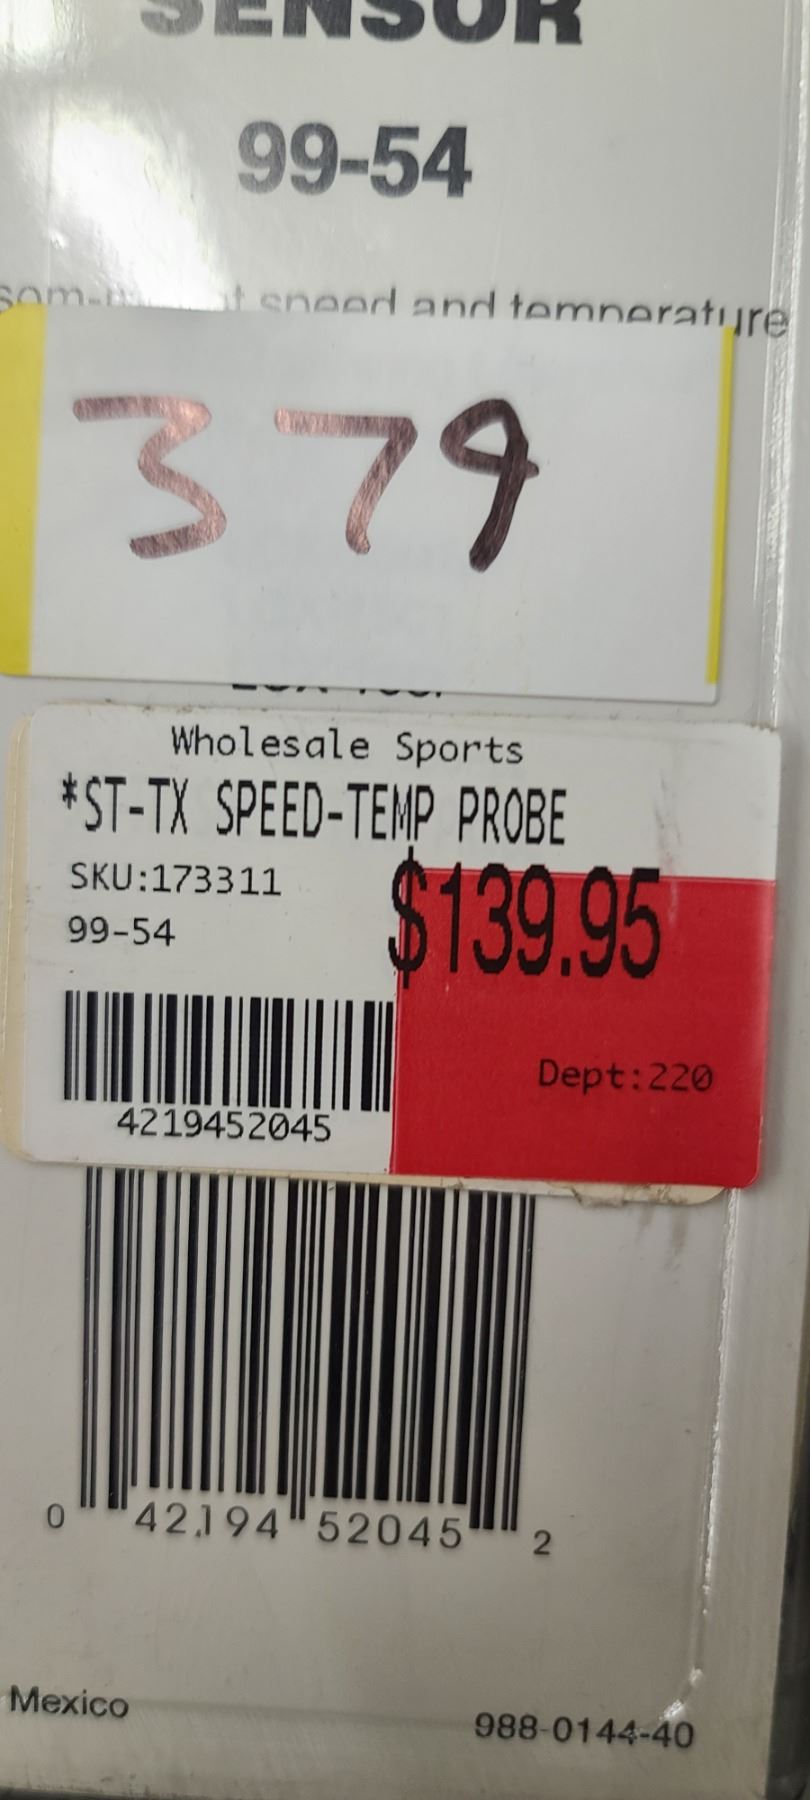 SENSOR
99-54
speed and temperature
379
Wholesale Sports
*ST-TX SPEED-TEMP PROBE
SKU:173311
$139.95
99-54
Dept:220
4219452045
0 42194 52045 2
Mexico
988-0144-40